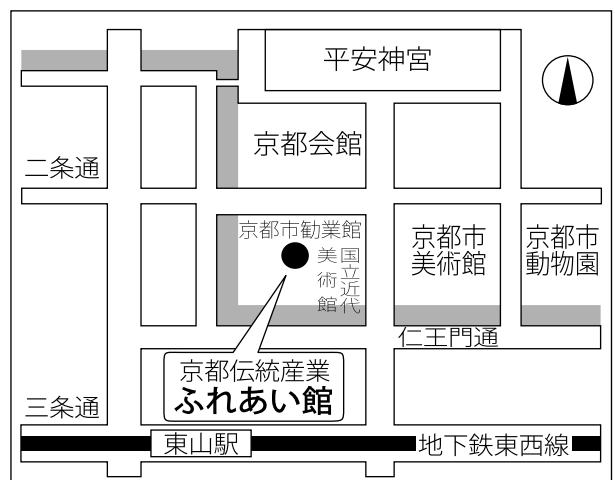 平安神宮
京都会館
二条通
京都市勧業館
国立近代
美術館
京都市
美術館
京都市
動物園
仁王門通
京都伝統産業
ふれあい館
三条通
東山駅
地下鉄東西線